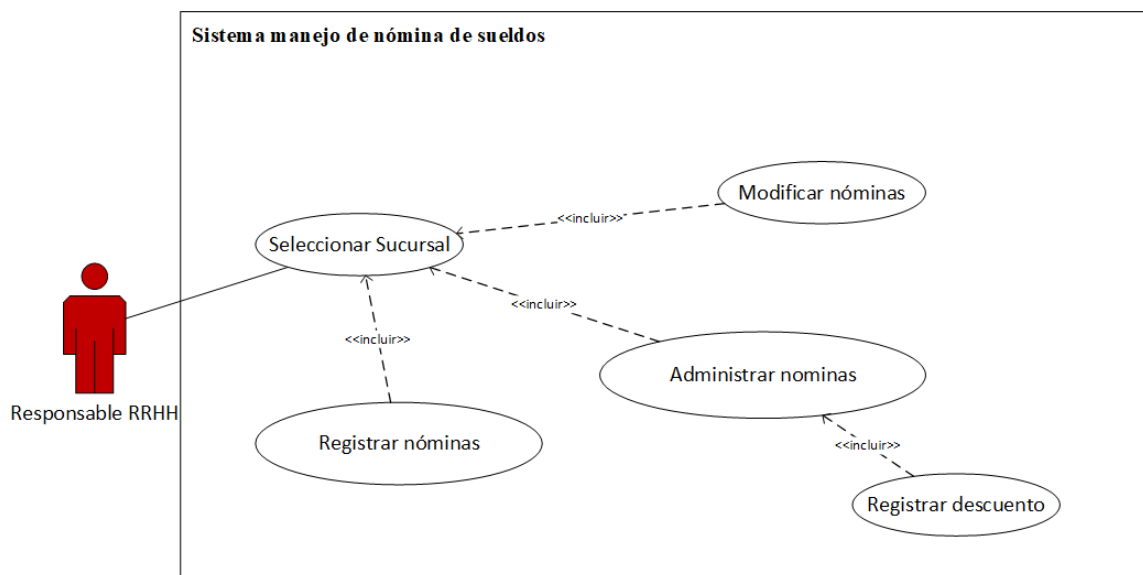 Sistema manejo de nómina de sueldos
Modificar nóminas
<<incluir>>
Seleccionar Sucursal
<<incluir>>
<<incluir>>
Administrar nominas
Responsable RRHH
Registrar nóminas
<<incluir>>
Registrar descuento